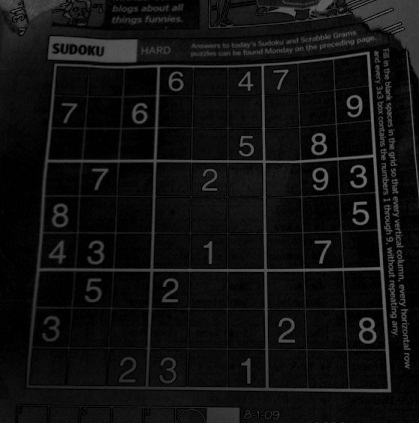 blogs about all
things funnies.
SUDOKU HARD
Answers to today's Sudoku and Scrabble Grams
puzzles can be found Monday on the preceding page.
6 4 7
7 6 9
5 8
7 2 9 3
8 5
4 3 1 7
5 2
3 2 8
2 3 1
Fill in the blank spaces in the grid so that every vertical column, every horizontal row
and every 3x3 box contains the numbers 1 through 9, without repeating any.
8-1-09